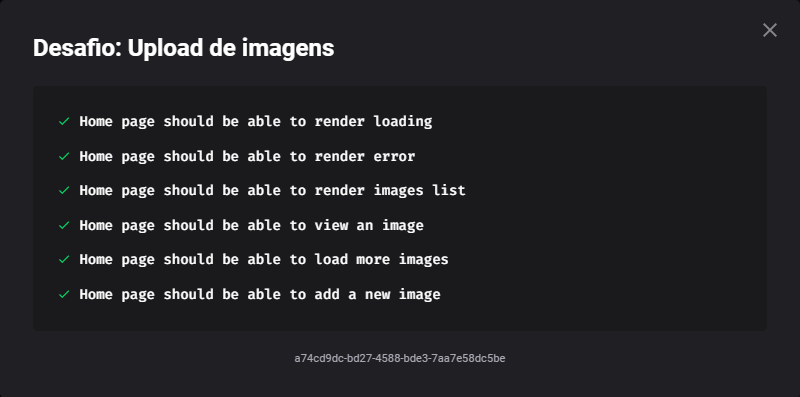 Desafio: Upload de imagens
Home page should be able to render loading
Home page should be able to render error
Home page should be able to render images list
Home page should be able to view an image
Home page should be able to load more images
Home page should be able to add a new image
a74cd9dc-bd27-4588-bde3-7aa7e58dc5be